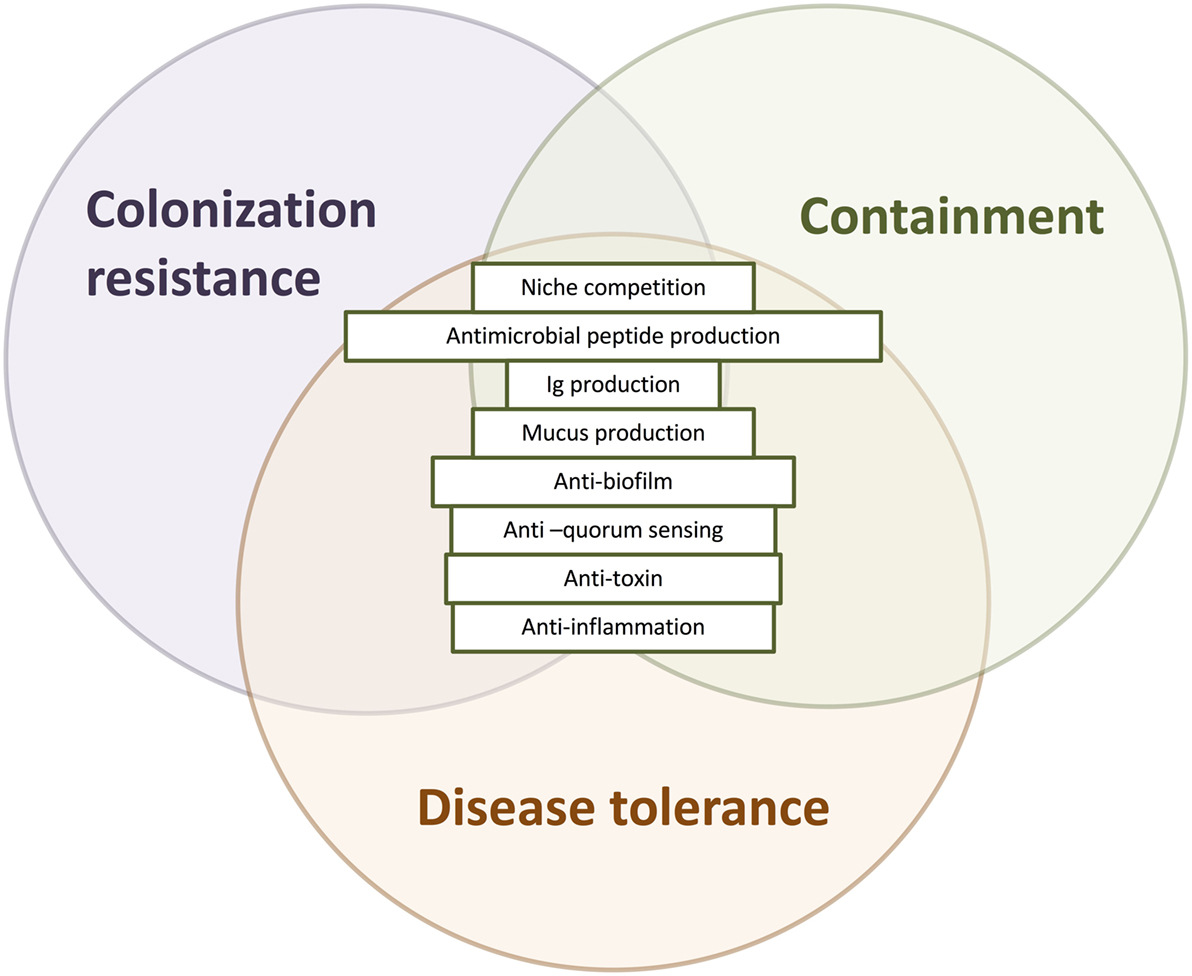 Colonization
resistance
Containment
Niche competition
Antimicrobial peptide production
Ig production
Mucus production
Anti-biofilm
Anti –quorum sensing
Anti-toxin
Anti-inflammation
Disease tolerance